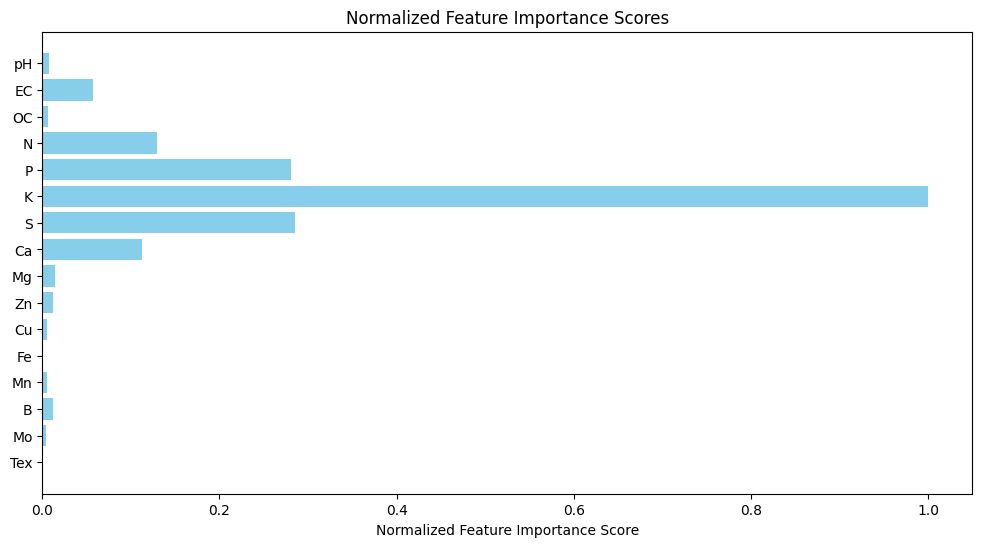 Normalized Feature Importance Scores
pH
EC
OC
N
P
K
S
Ca
Mg
Zn
Cu
Fe
Mn
B
Mo
Tex
0.0 0.2 0.4 0.6 0.8 1.0
Normalized Feature Importance Score